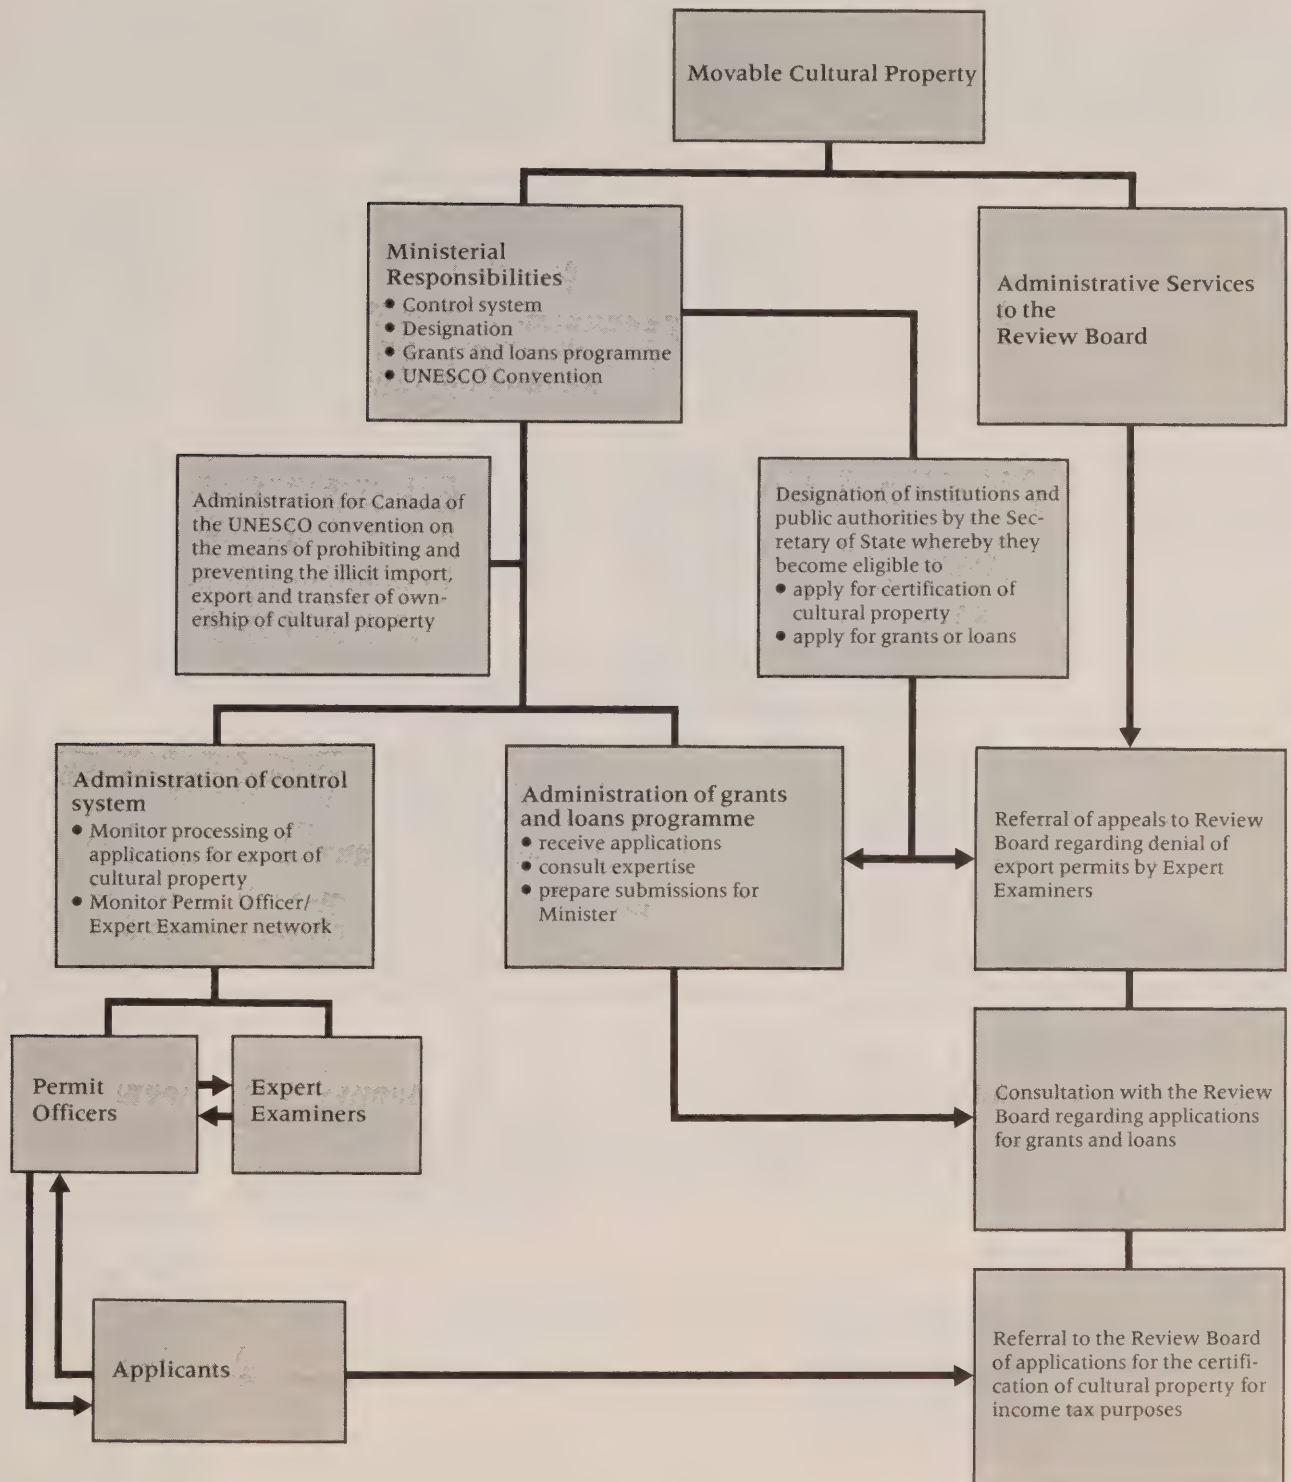 Movable Cultural Property
Ministerial
Responsibilities
• Control system
• Designation
• Grants and loans programme
• UNESCO Convention
Administrative Services
to the
Review Board
Administration for Canada of
the UNESCO convention on
the means of prohibiting and
preventing the illicit import,
export and transfer of own-
ership of cultural property
Designation of institutions and
public authorities by the Sec-
retary of State whereby they
become eligible to
• apply for certification of
cultural property
• apply for grants or loans
Administration of control
system
• Monitor processing of
applications for export of
cultural property
• Monitor Permit Officer/
Expert Examiner network
Administration of grants
and loans programme
• receive applications
• consult expertise
• prepare submissions for
Minister
Referral of appeals to Review
Board regarding denial of
export permits by Expert
Examiners
Permit
Officers
Expert
Examiners
Consultation with the Review
Board regarding applications
for grants and loans
Applicants
Referral to the Review Board
of applications for the certifi-
cation of cultural property for
income tax purposes